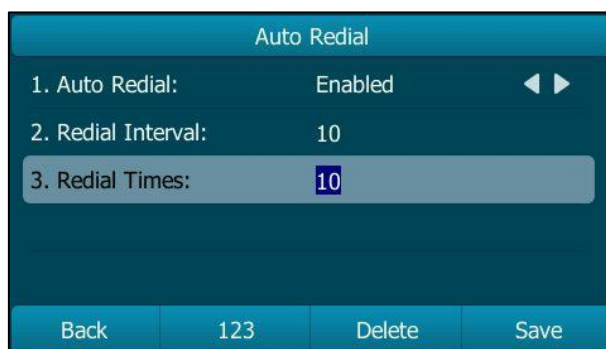 Auto Redial
1. Auto Redial: Enabled
2. Redial Interval: 10
3. Redial Times: 10
Back 123 Delete Save